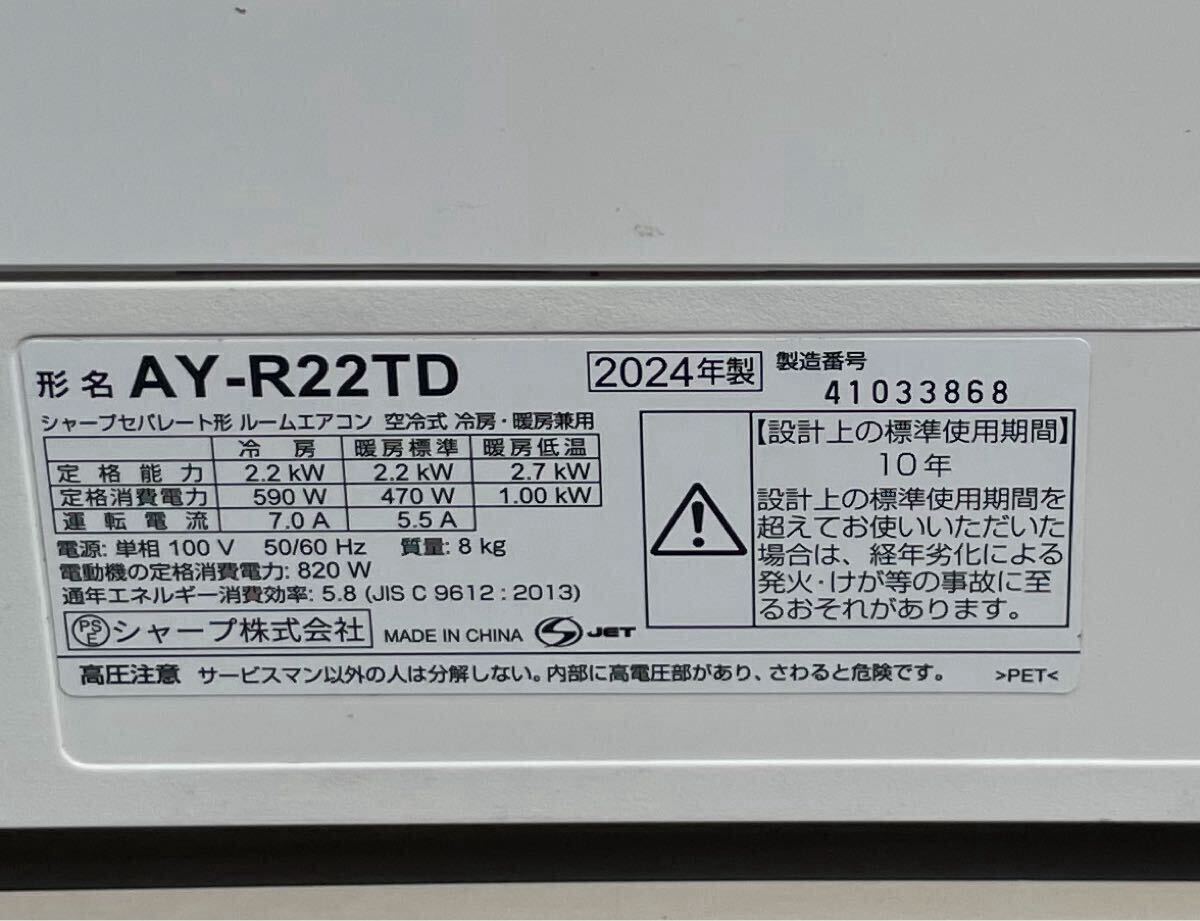 形名 AY-R22TD
2024年製 製造番号
41033868
シャープセパレート形 ルームエアコン 空冷式 冷房・暖房兼用
冷房 暖房標準 暖房低温
定格能力 2.2 kW 2.2 kW 2.7 kW
定格消費電力 590 W 470 W 1.00 kW
運転電流 7.0 A 5.5 A
電源: 単相 100 V 50/60 Hz 質量: 8 kg
電動機の定格消費電力: 820 W
通年エネルギー消費効率: 5.8 (JIS C 9612 : 2013)
PSE シャープ株式会社 MADE IN CHINA JET
【設計上の標準使用期間】
10年
設計上の標準使用期間を
超えてお使いいただいた
場合は、経年劣化による
発火・けが等の事故に至
るおそれがあります。
高圧注意 サービスマン以外の人は分解しない。内部に高電圧部があり、さわると危険です。 >PET<